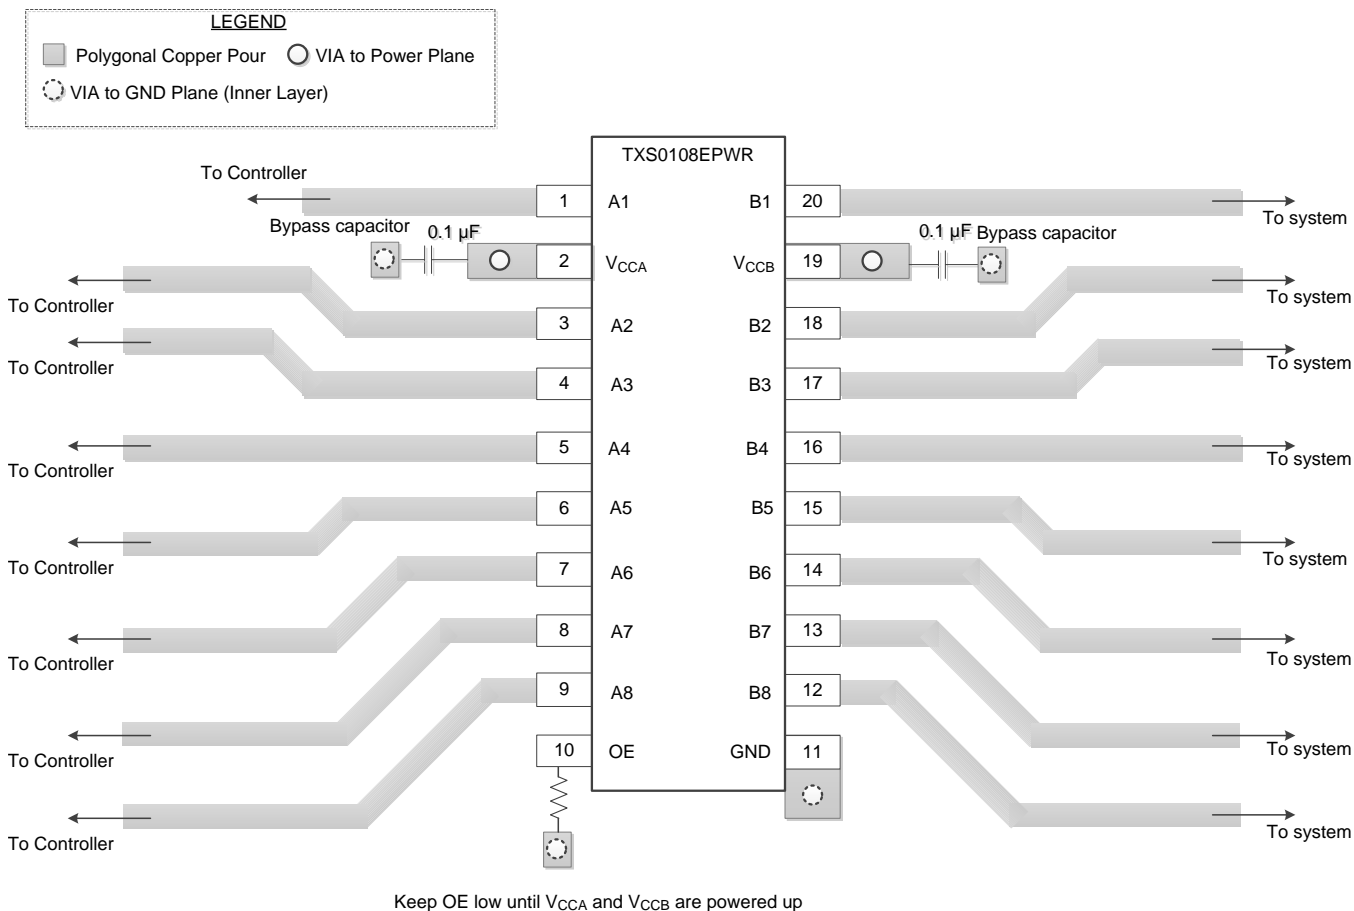 LEGEND
Polygonal Copper Pour
VIA to Power Plane
VIA to GND Plane (Inner Layer)
TXS0108EPWR
To Controller
1
A1
B1
20
To system
Bypass capacitor
0.1 µF
2
VCCA
VCCB
19
0.1 µF
Bypass capacitor
To Controller
3
A2
B2
18
To system
To Controller
4
A3
B3
17
To system
To Controller
5
A4
B4
16
To system
To Controller
6
A5
B5
15
To system
To Controller
7
A6
B6
14
To system
To Controller
8
A7
B7
13
To system
To Controller
9
A8
B8
12
To system
10
OE
GND
11
Keep OE low until VCCA and VCCB are powered up